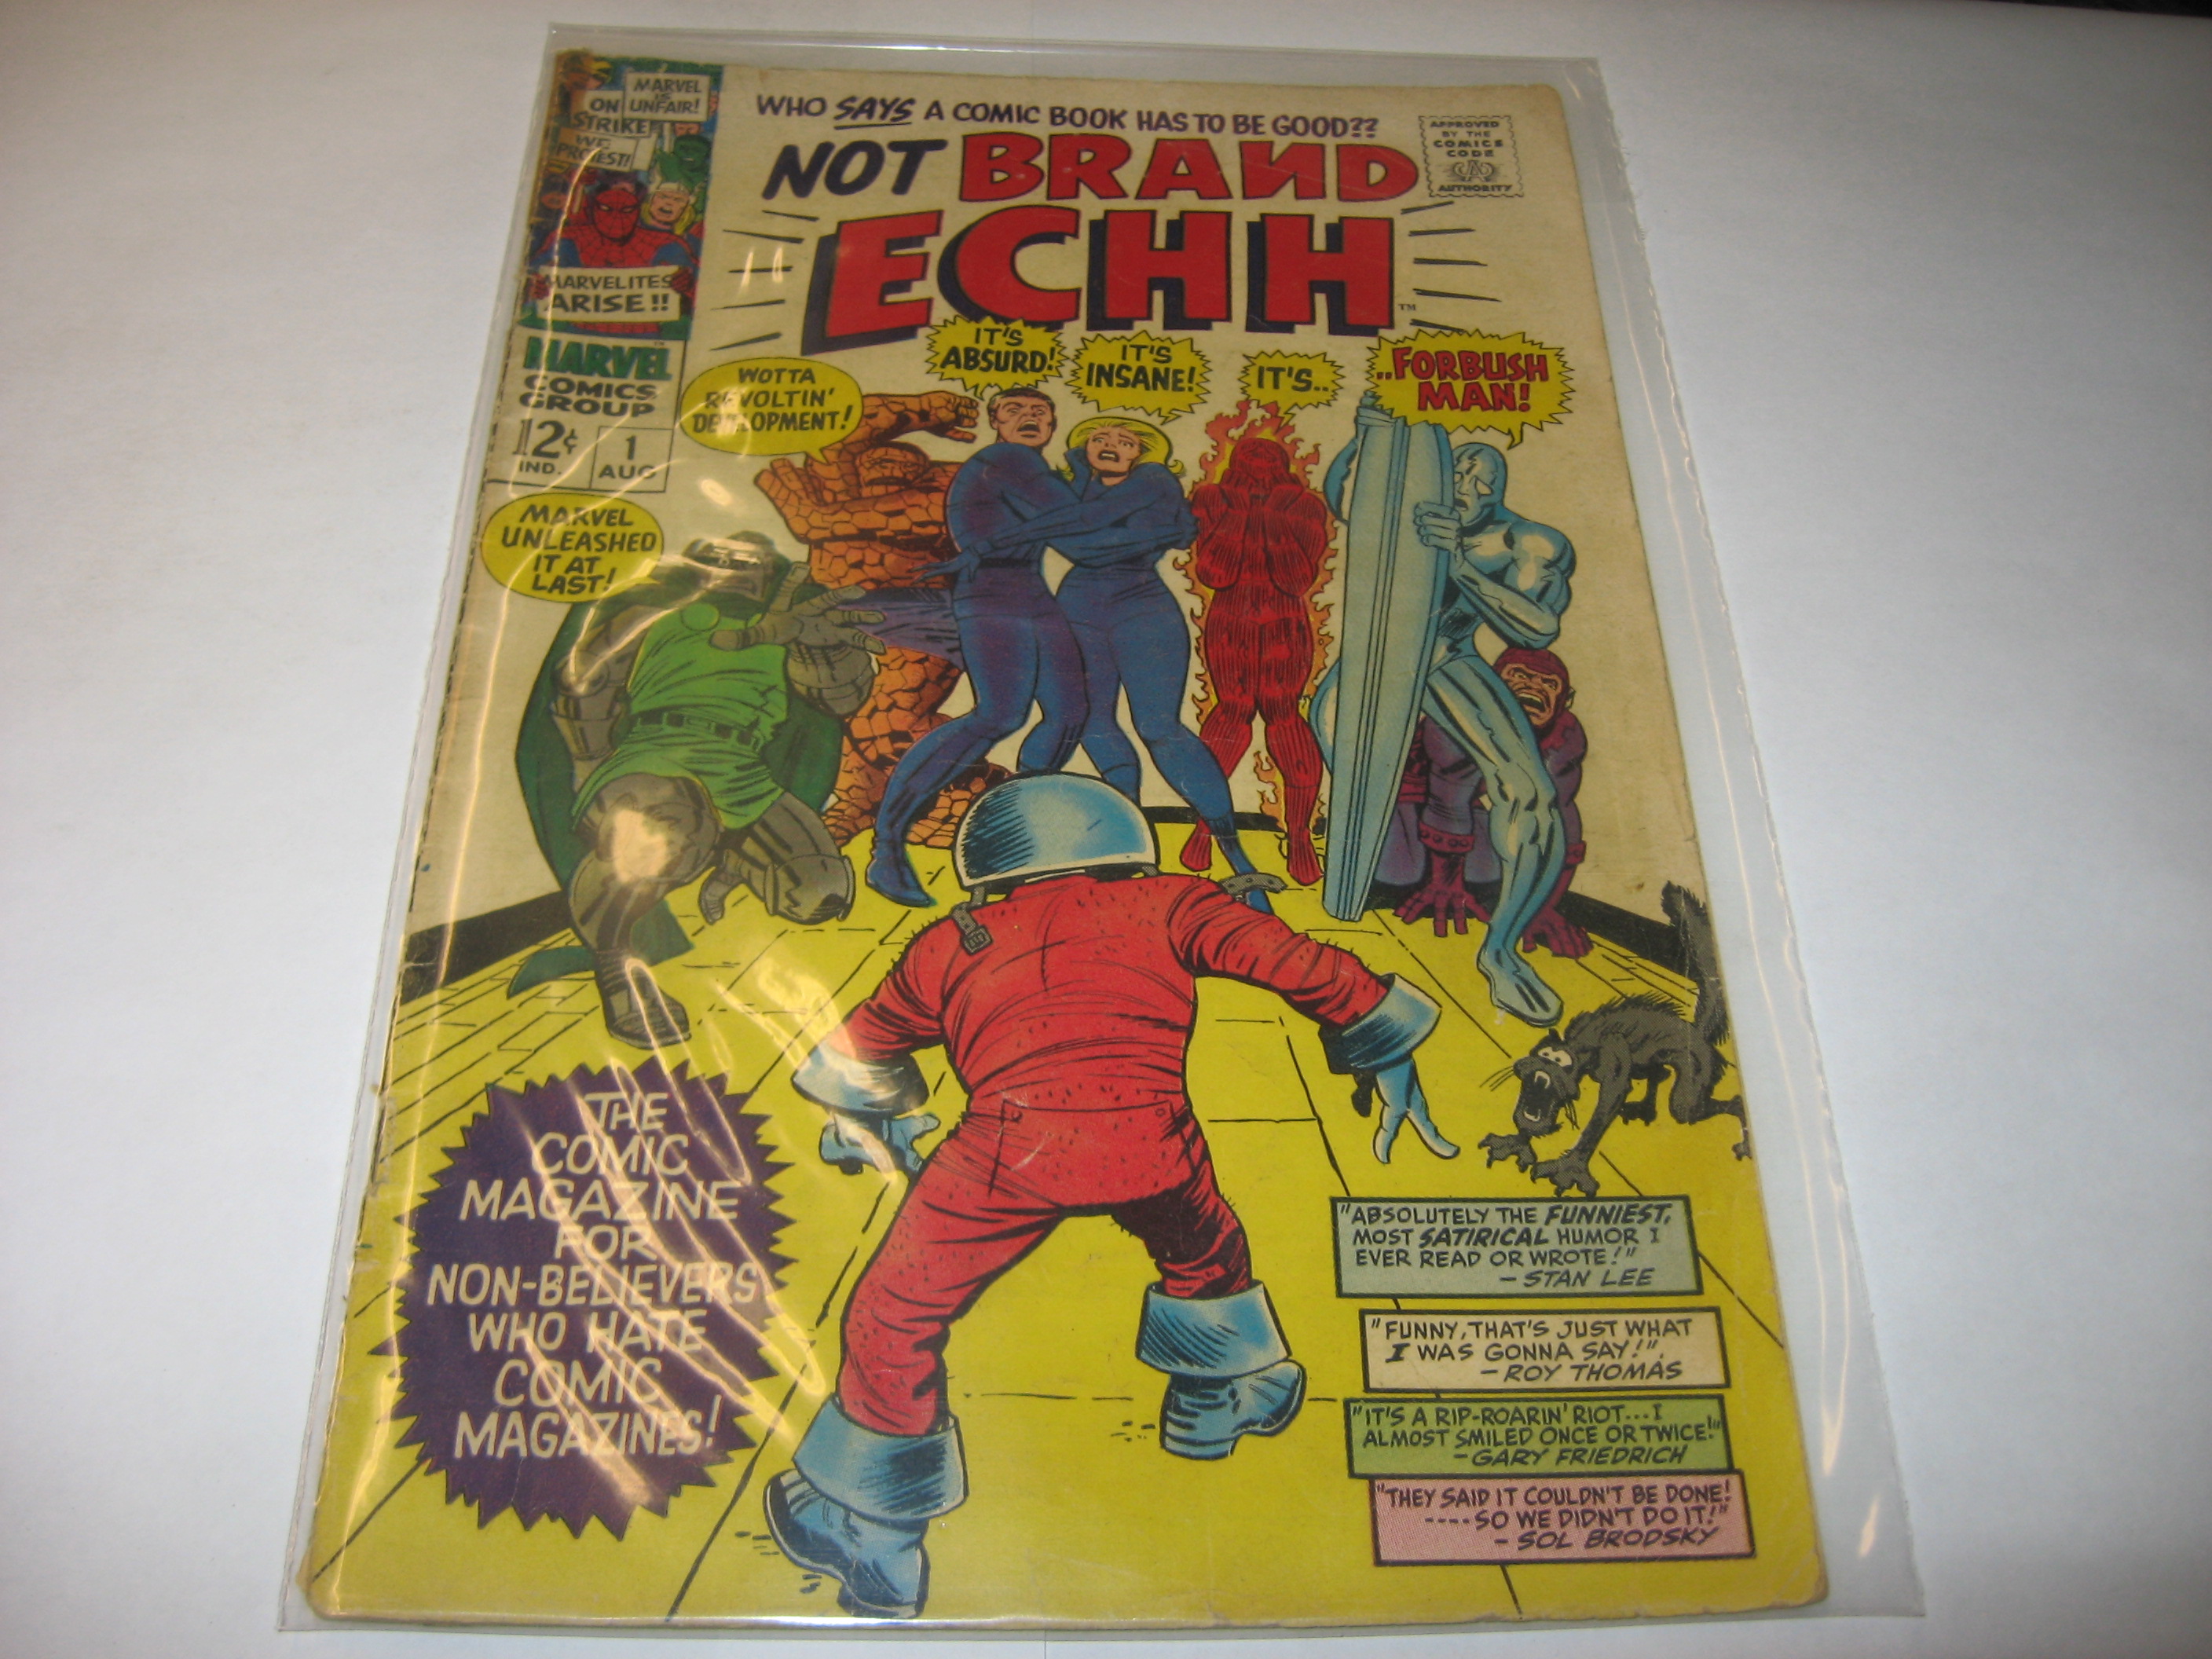 MARVEL
IS
UNFAIR!
ON
STRIKE
WE
PROTEST!
MARVELITES
ARISE!!
MARVEL
COMICS
GROUP
12¢
IND.
1
AUG
WHO SAYS A COMIC BOOK HAS TO BE GOOD??
NOT BRAND
ECHH
TM
APPROVED
BY THE
COMICS
CODE
CA
AUTHORITY
MARVEL
UNLEASHED
IT AT
LAST!
WOTTA
REVOLTIN'
DEVELOPMENT!
IT'S
ABSURD!
IT'S
INSANE!
IT'S..
..FORBUSH
MAN!
THE
COMIC
MAGAZINE
FOR
NON-BELIEVERS
WHO HATE
COMIC
MAGAZINES!
"ABSOLUTELY THE FUNNIEST,
MOST SATIRICAL HUMOR I
EVER READ OR WROTE!"
- STAN LEE
"FUNNY, THAT'S JUST WHAT
I WAS GONNA SAY!"
- ROY THOMAS
"IT'S A RIP-ROARIN' RIOT...I
ALMOST SMILED ONCE OR TWICE!"
- GARY FRIEDRICH
"THEY SAID IT COULDN'T BE DONE!
----SO WE DIDN'T DO IT!"
- SOL BRODSKY